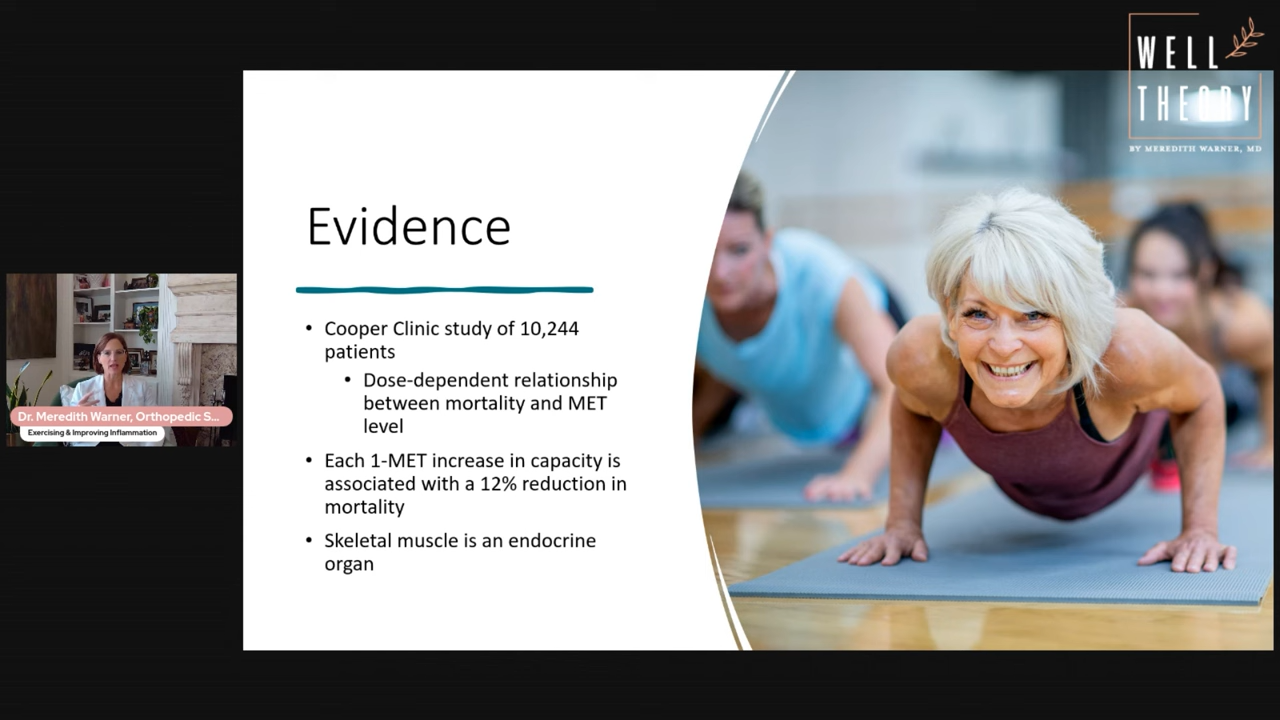 WELL
THEORY
BY MEREDITH WARNER, MD
Evidence
• Cooper Clinic study of 10,244
patients
• Dose-dependent relationship
between mortality and MET
level
• Each 1-MET increase in capacity is
associated with a 12% reduction in
mortality
• Skeletal muscle is an endocrine
organ
Dr. Meredith Warner, Orthopedic S...
Exercising & Improving Inflammation